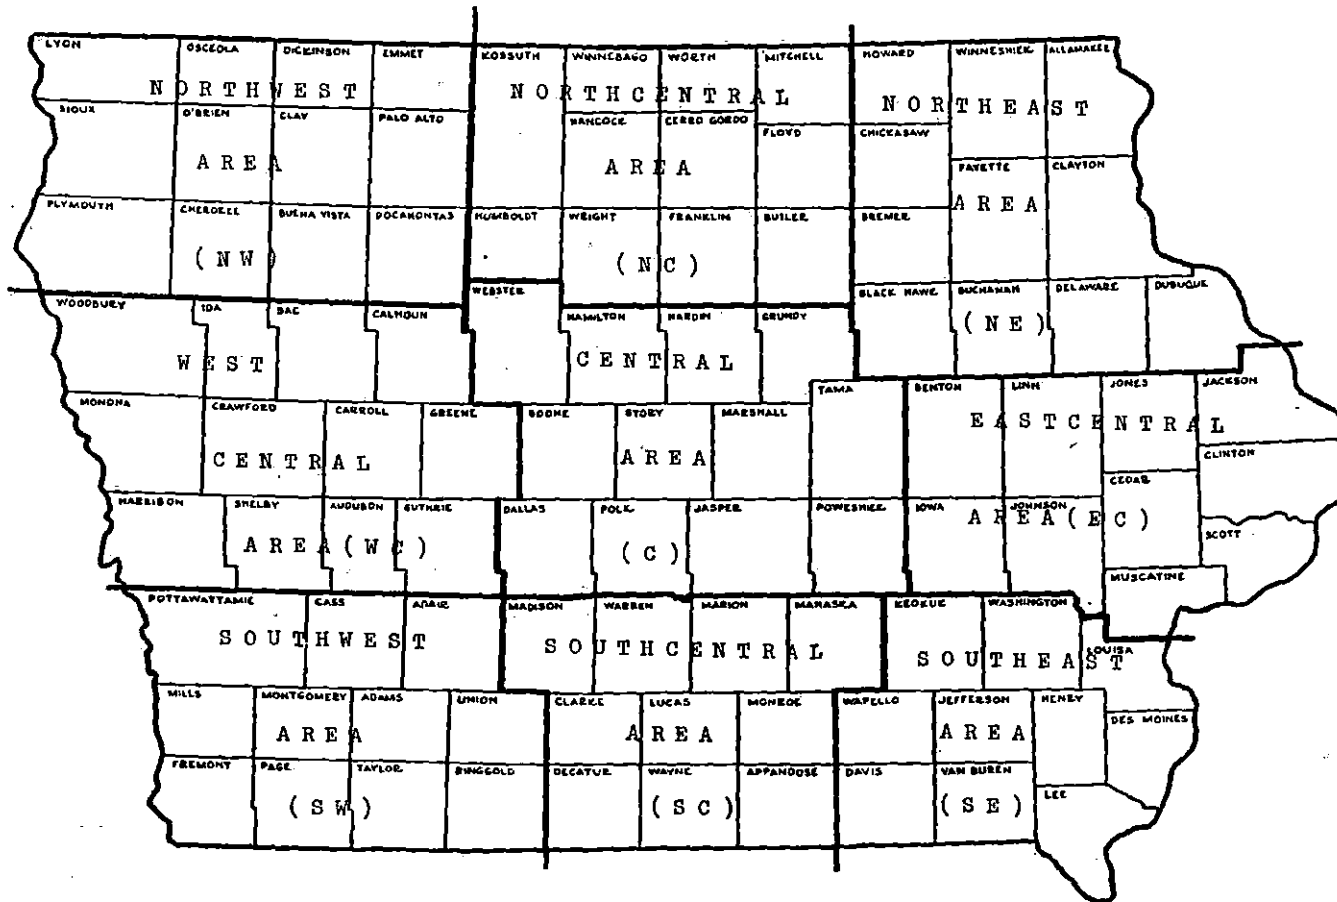 LYON OSCEOLA DICKINSON EMMET KOSSUTH WINNEBAGO WORTH MITCHELL HOWARD WINNESHIEK ALLAMAKEE
NORTHWEST NORTHCENTRAL NORTHEAST
SIOUX O'BRIEN CLAY PALO ALTO HANCOCK CERRO GORDO FLOYD CHICKASAW
AREA AREA FAYETTE CLAYTON
AREA
PLYMOUTH CHEROKEE BUENA VISTA POCAHONTAS HUMBOLDT WRIGHT FRANKLIN BUTLER BREMER
(NW) (NC)
WEBSTER BLACK HAWK BUCHANAN DELAWARE DUBUQUE
WOODBURY IDA SAC CALHOUN HAMILTON HARDIN GRUNDY (NE)
WEST CENTRAL
TAMA BENTON LINN JONES JACKSON
MONONA CRAWFORD CARROLL GREENE BOONE STORY MARSHALL
EASTCENTRAL
CENTRAL AREA CLINTON
CEDAR
HARRISON SHELBY AUDUBON GUTHRIE DALLAS POLK JASPER POWESHIEK IOWA JOHNSON
AREA(EC)
AREA(WC) (C) SCOTT
MUSCATINE
POTTAWATTAMIE CASS ADAIR MADISON WARREN MARION MAHASKA KEOKUK WASHINGTON
SOUTHWEST SOUTHCENTRAL SOUTHEAST
LOUISA
MILLS MONTGOMERY ADAMS UNION CLARKE LUCAS MONROE WAPELLO JEFFERSON HENRY
DES MOINES
AREA AREA AREA
FREMONT PAGE TAYLOR RINGGOLD DECATUR WAYNE APPANOOSE DAVIS VAN BUREN
LEE
(SW) (SC) (SE)